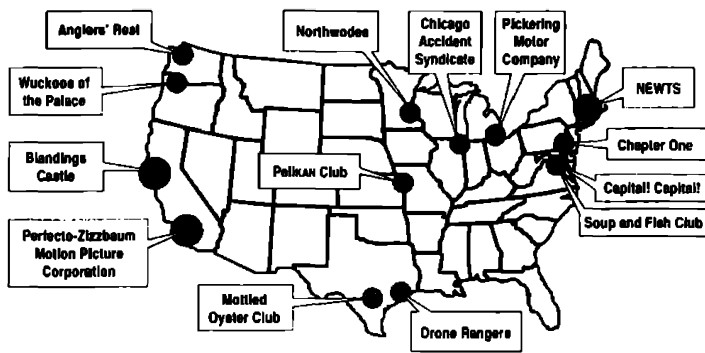 Anglers' Rest
Northwodes
Chicago
Accident
Syndicate
Pickering
Motor
Company
Wuckoos of
the Palace
NEWTS
Blandings
Castle
PELIKAN CLUB
Chapter One
Capital! Capital!
Soup and Fish Club
Perfecto-Zizzbaum
Motion Picture
Corporation
Mottled
Oyster Club
Drone Rangers